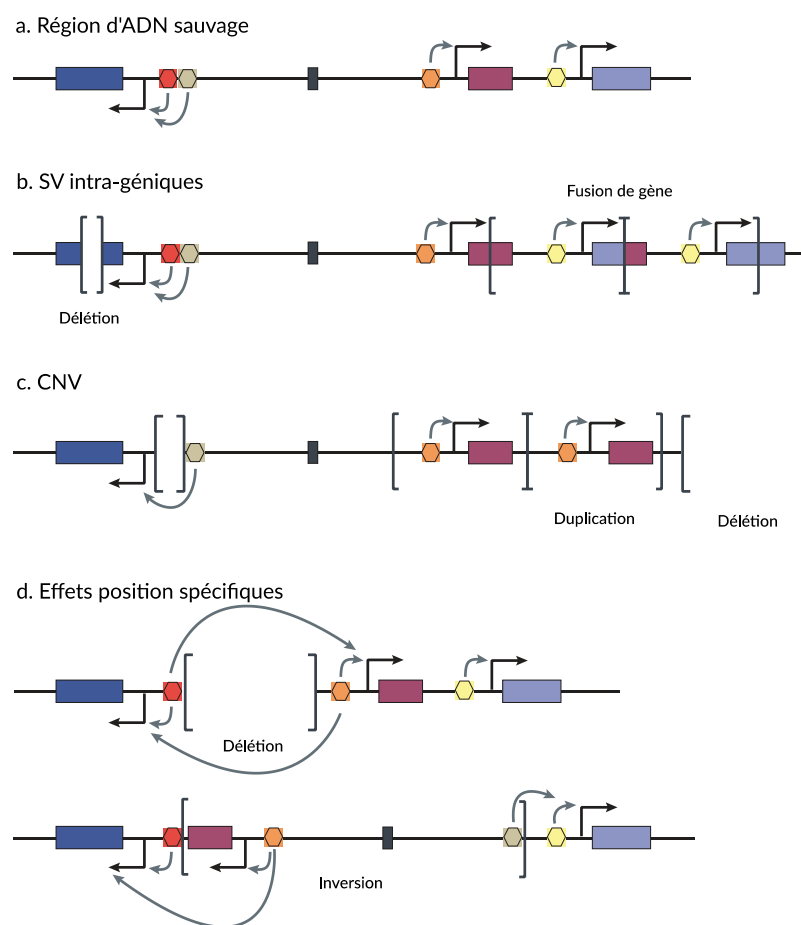 a. Région d'ADN sauvage
b. SV intra-géniques
Fusion de gène
Délétion
c. CNV
Duplication
Délétion
d. Effets position spécifiques
Délétion
Inversion